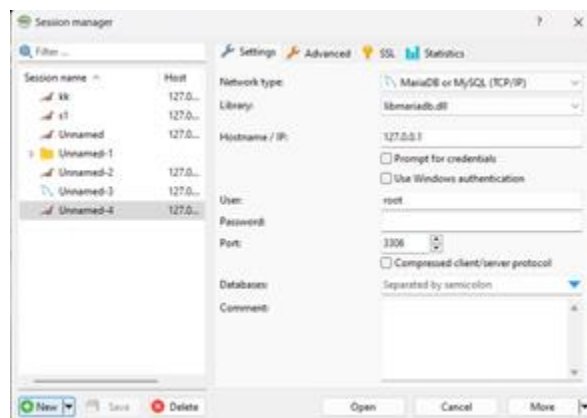 Session manager
Filter ...
Session name Host
kk 127.0...
s1 127.0...
Unnamed 127.0...
Unnamed-1
Unnamed-2 127.0...
Unnamed-3 127.0...
Unnamed-4 127.0...
New Save Delete
Settings Advanced SSL Statistics
Network type: MariaDB or MySQL (TCP/IP)
Library: libmariadb.dll
Hostname / IP: 127.0.0.1
Prompt for credentials
Use Windows authentication
User: root
Password:
Port: 3306
Compressed client/server protocol
Databases: Separated by semicolon
Comment:
Open Cancel More